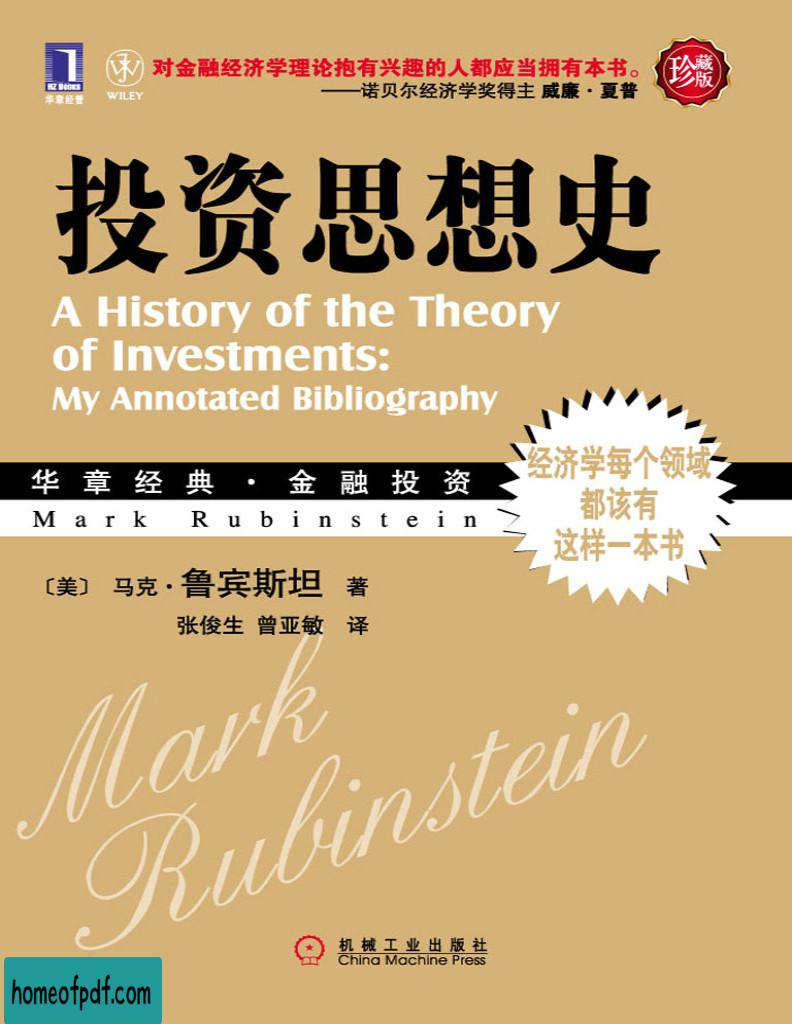 HZ Books
华章经管
WILEY
对金融经济学理论抱有兴趣的人都应当拥有本书。
——诺贝尔经济学奖得主 威廉·夏普
珍藏版
投资思想史
A History of the Theory
of Investments:
My Annotated Bibliography
华章经典·金融投资
Mark Rubinstein
经济学每个领域
都该有
这样一本书
〔美〕 马克·鲁宾斯坦 著
张俊生 曾亚敏 译
Mark
Rubinstein
机械工业出版社
China Machine Press
homeofpdf.com